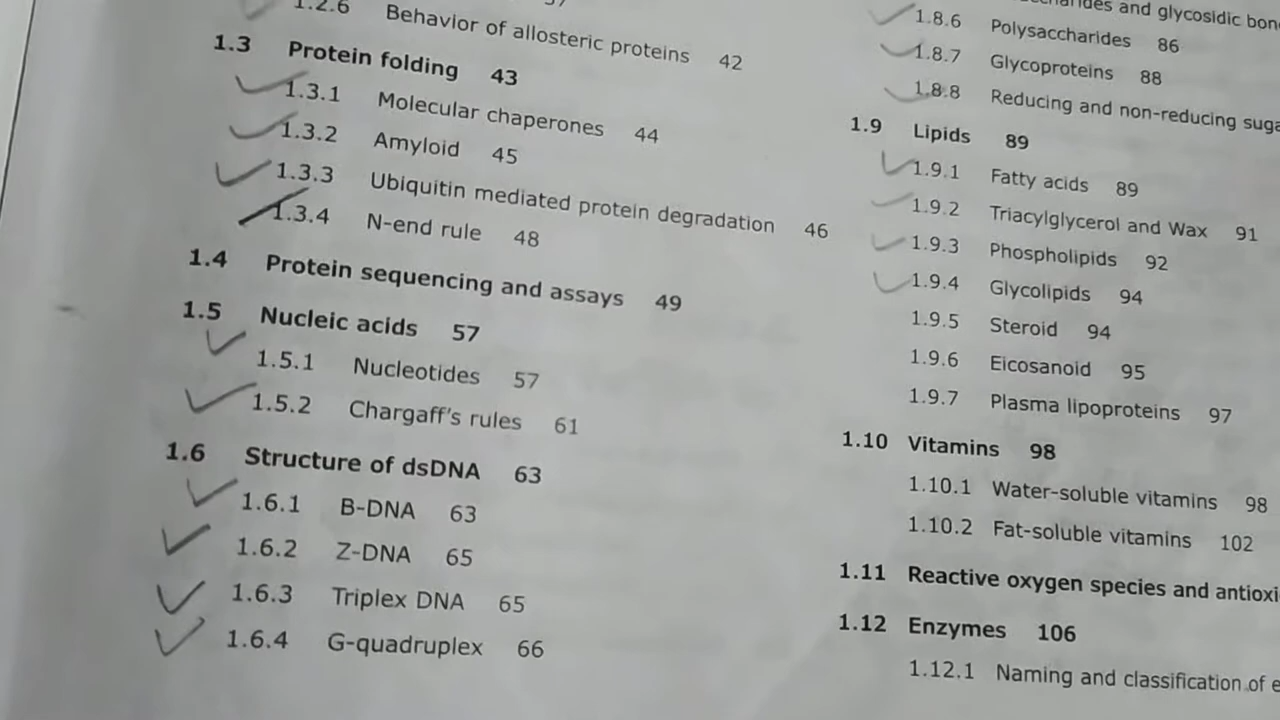 1.2.6 Behavior of allosteric proteins 42
1.3 Protein folding 43
1.3.1 Molecular chaperones 44
1.3.2 Amyloid 45
1.3.3 Ubiquitin mediated protein degradation 46
1.3.4 N-end rule 48
1.4 Protein sequencing and assays 49
1.5 Nucleic acids 57
1.5.1 Nucleotides 57
1.5.2 Chargaff's rules 61
1.6 Structure of dsDNA 63
1.6.1 B-DNA 63
1.6.2 Z-DNA 65
1.6.3 Triplex DNA 65
1.6.4 G-quadruplex 66
and glycosidic
1.8.6 Polysaccharides 86
1.8.7 Glycoproteins 88
1.8.8 Reducing and non-reducing
1.9 Lipids 89
1.9.1 Fatty acids 89
1.9.2 Triacylglycerol and Wax 91
1.9.3 Phospholipids 92
1.9.4 Glycolipids 94
1.9.5 Steroid 94
1.9.6 Eicosanoid 95
1.9.7 Plasma lipoproteins 97
1.10 Vitamins 98
1.10.1 Water-soluble vitamins 98
1.10.2 Fat-soluble vitamins 102
1.11 Reactive oxygen species and
1.12 Enzymes 106
1.12.1 Naming and classification of